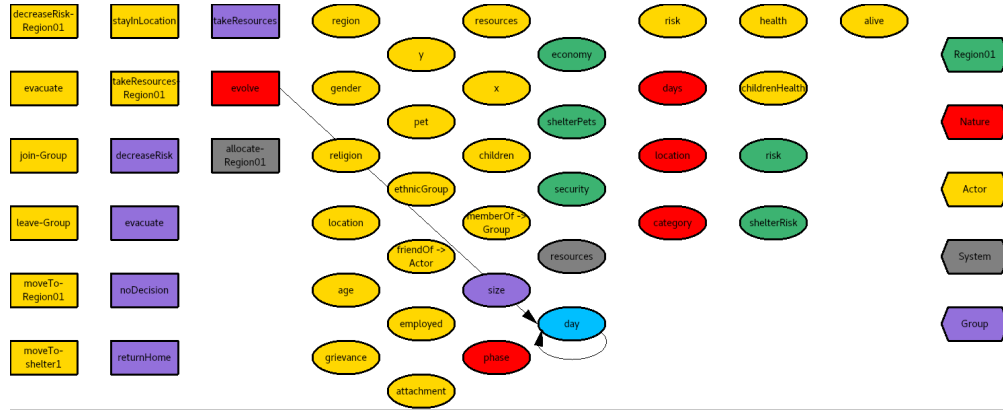 decreaseRisk-
Region01
stayInLocation
takeResources
region
resources
risk
health
alive
y
economy
Region01
evacuate
takeResources-
Region01
evolve
gender
x
days
childrenHealth
pet
shelterPets
Nature
join-Group
decreaseRisk
allocate-
Region01
religion
children
location
risk
ethnicGroup
security
Actor
leave-Group
evacuate
location
memberOf ->
Group
category
shelterRisk
friendOf ->
Actor
resources
System
moveTo-
Region01
noDecision
age
size
employed
day
Group
moveTo-
shelter1
returnHome
grievance
phase
attachment